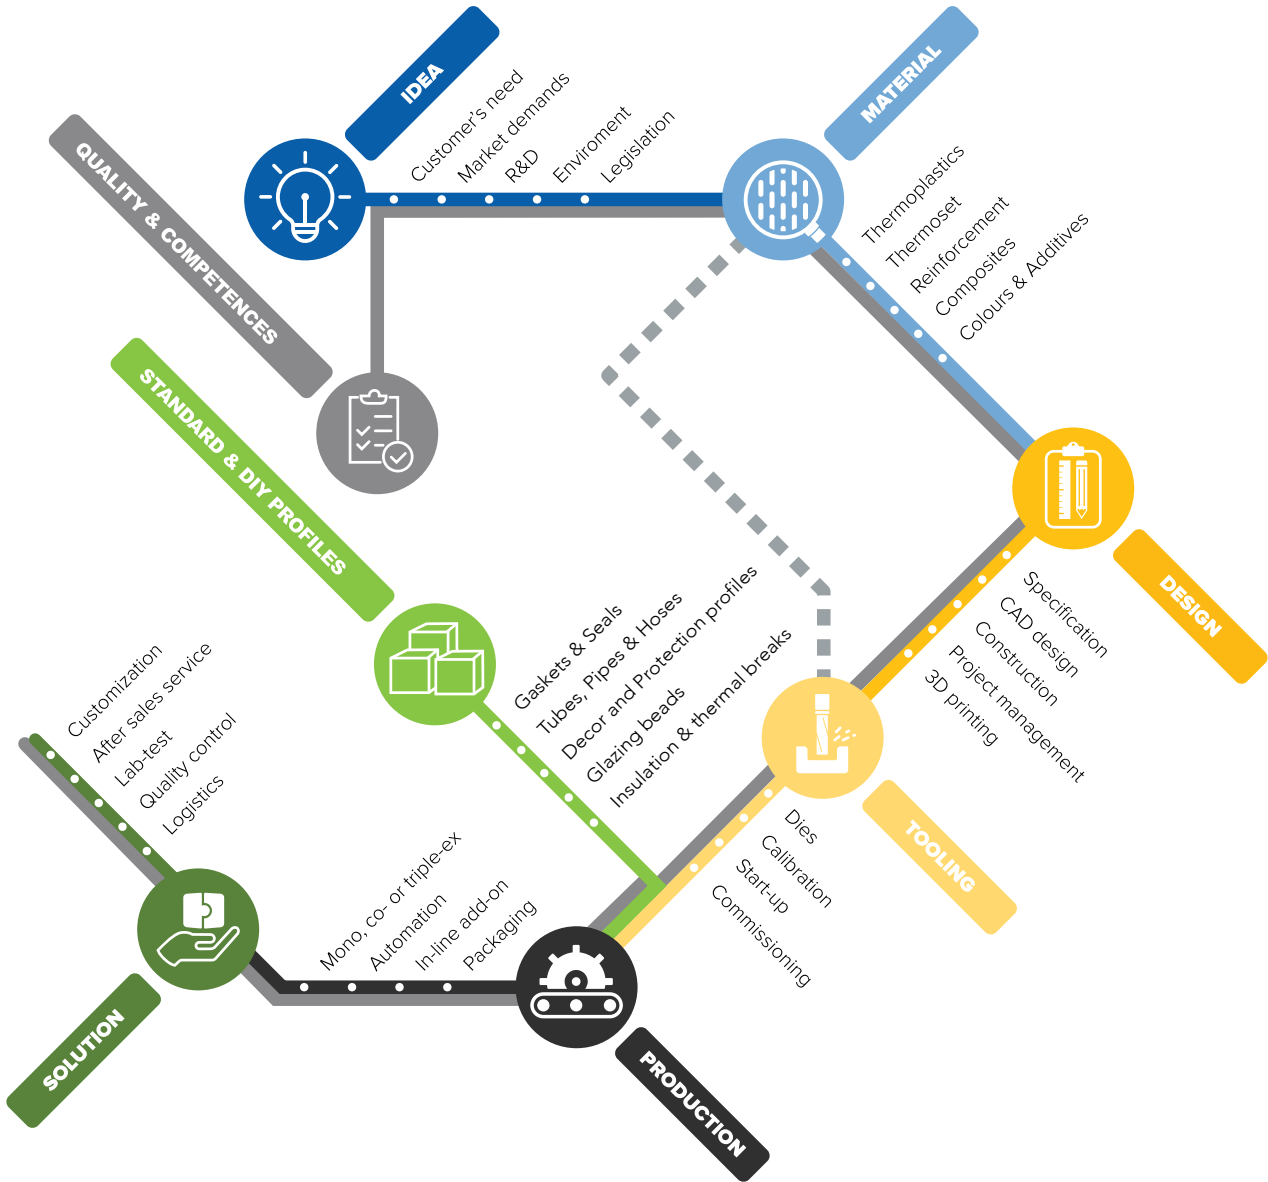 IDEA
Customer's need
Market demands
R&D
Enviroment
Legislation
MATERIAL
Thermoplastics
Thermoset
Reinforcement
Composites
Colours & Additives
QUALITY & COMPETENCES
DESIGN
Specification
CAD design
Construction
Project management
3D printing
STANDARD & DIY PROFILES
Gaskets & Seals
Tubes, Pipes & Hoses
Decor and Protection profiles
Glazing beads
Insulation & thermal breaks
TOOLING
Dies
Calibration
Start-up
Commissioning
PRODUCTION
Mono, co- or triple-ex
Automation
In-line add-on
Packaging
SOLUTION
Customization
After sales service
Lab-test
Quality control
Logistics